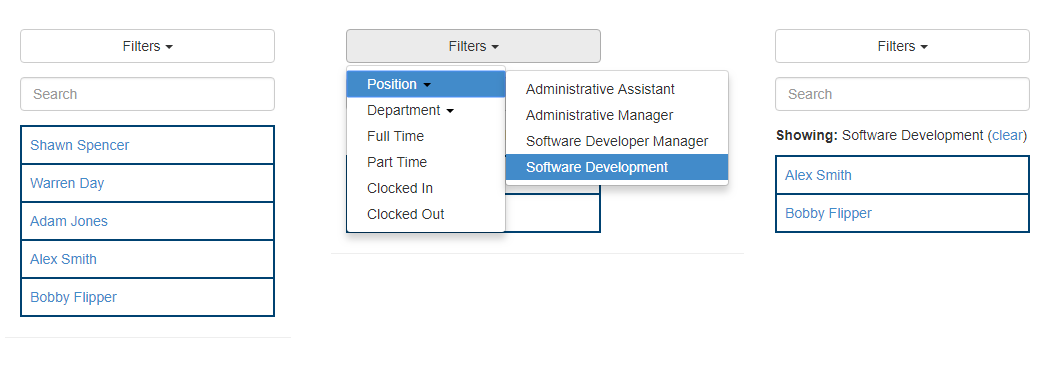 Filters
Search
Shawn Spencer
Warren Day
Adam Jones
Alex Smith
Bobby Flipper
Filters
Position
Department
Full Time
Part Time
Clocked In
Clocked Out
Administrative Assistant
Administrative Manager
Software Developer Manager
Software Development
Filters
Search
Showing: Software Development (clear)
Alex Smith
Bobby Flipper